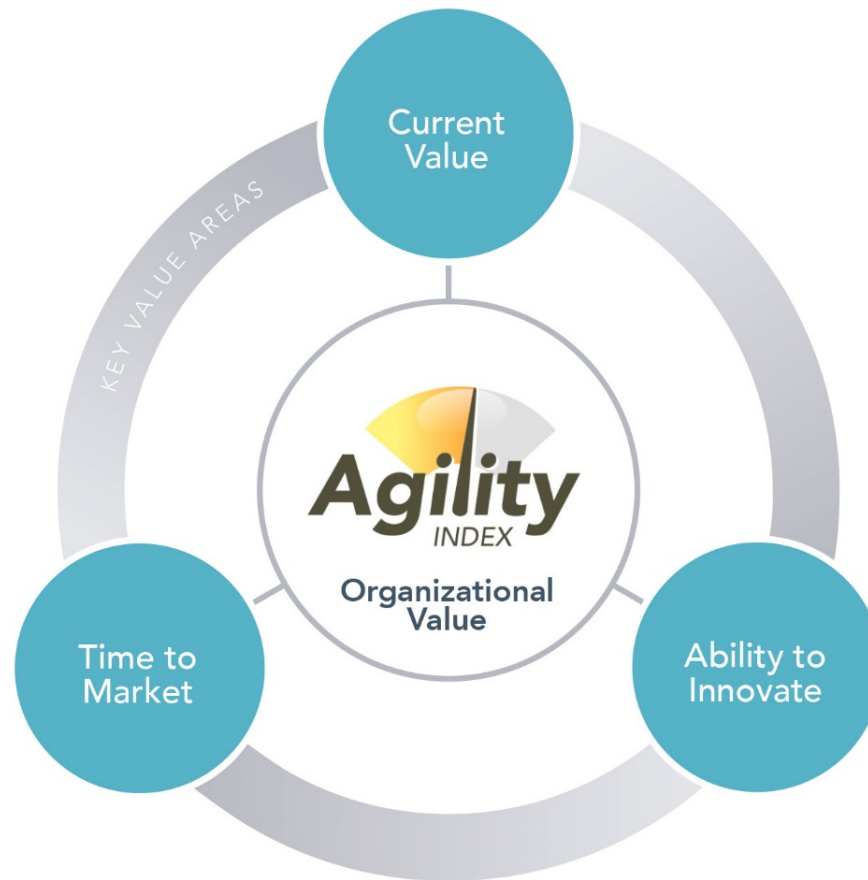 Current
Value
KEY VALUE AREAS
Agility
INDEX
Organizational
Value
Time to
Market
Ability to
Innovate